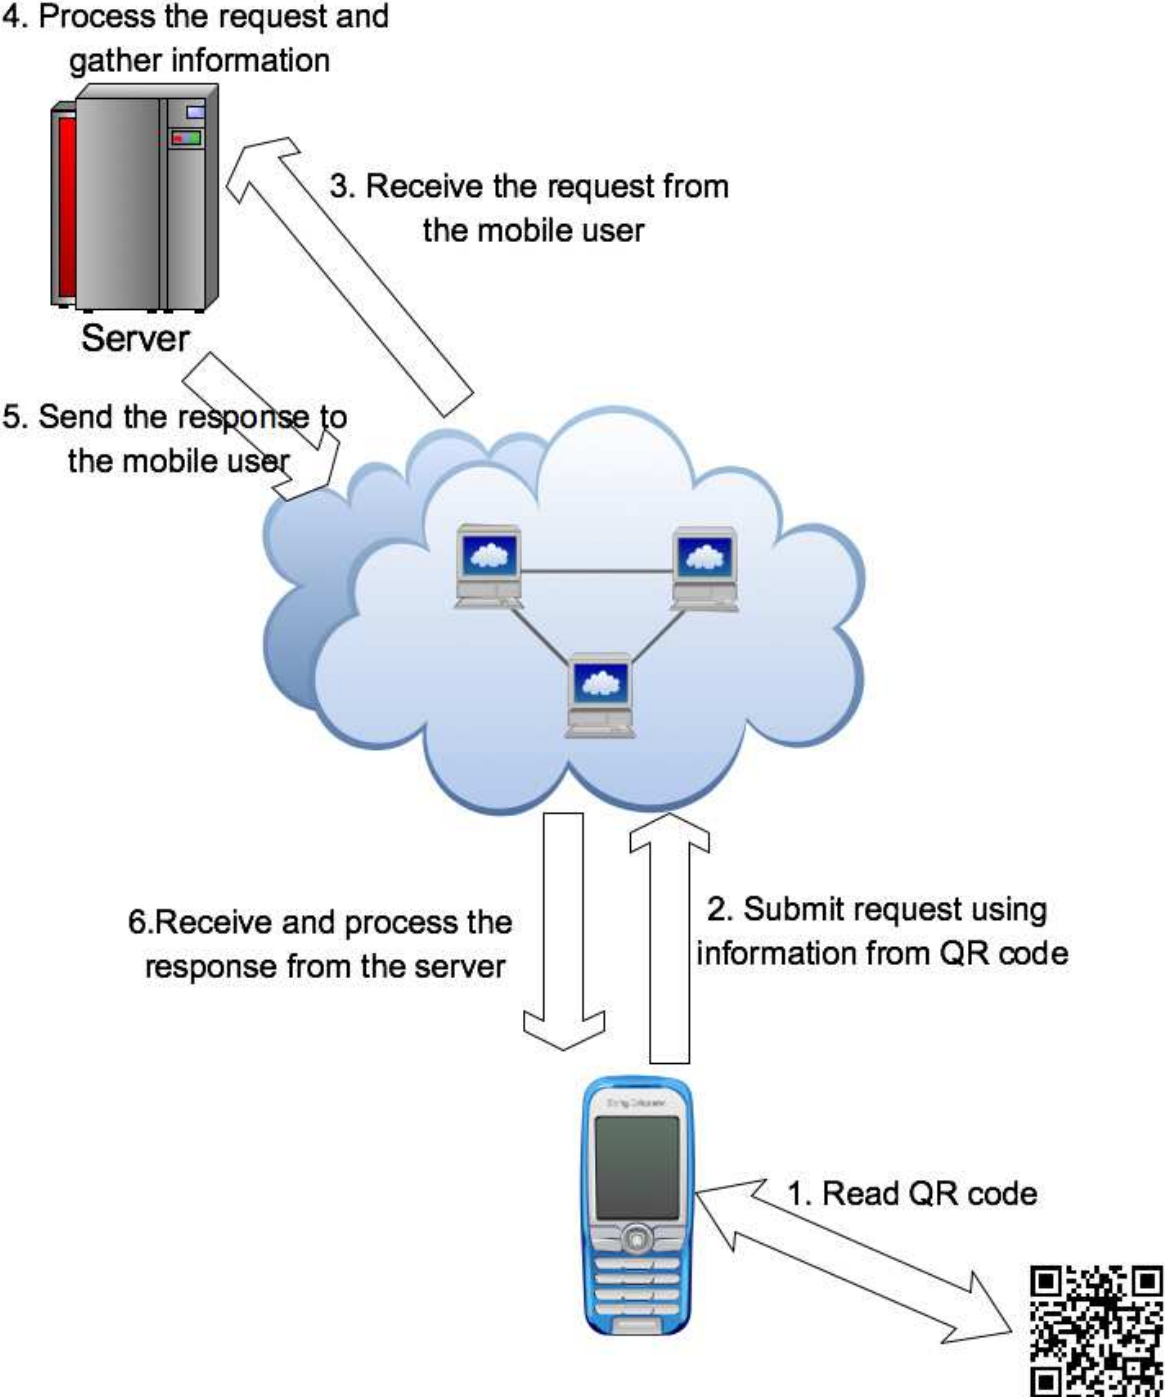 4. Process the request and
gather information
3. Receive the request from
the mobile user
Server
5. Send the response to
the mobile user
6.Receive and process the
response from the server
2. Submit request using
information from QR code
Sony Ericsson
1. Read QR code